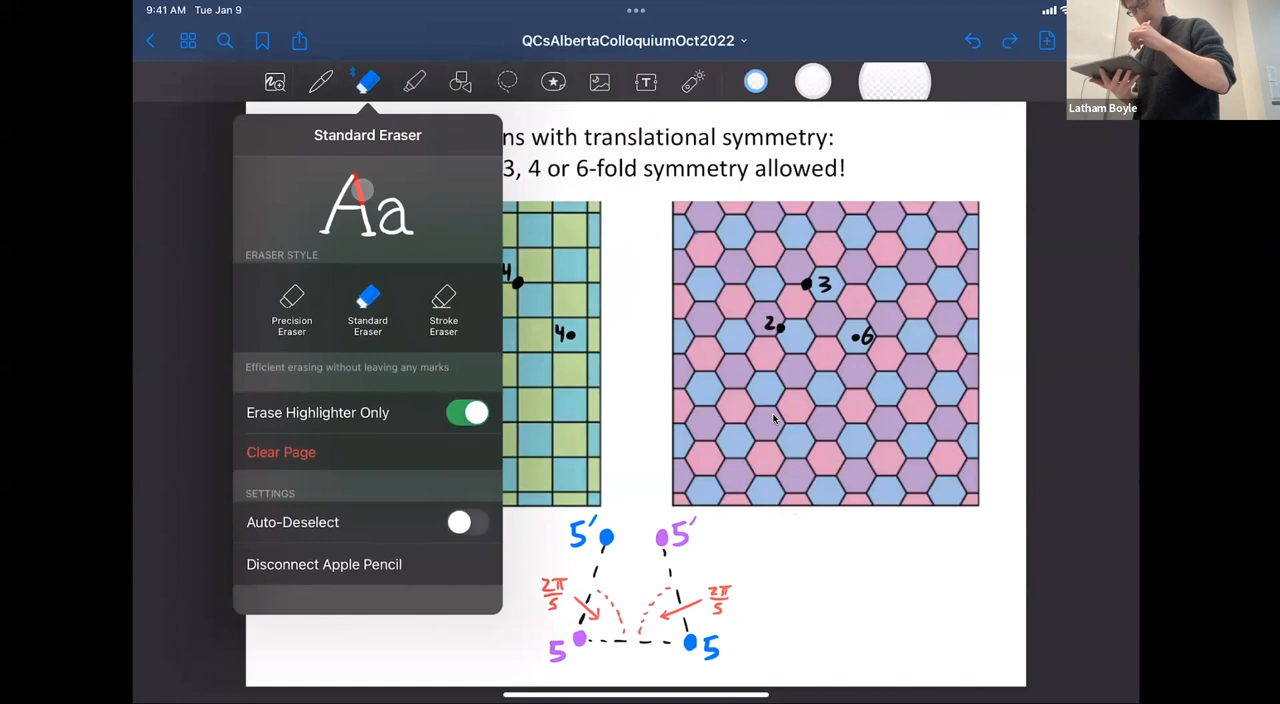 9:41 AM Tue Jan 9
QCsAlbertaColloquiumOct2022
Latham Boyle
Standard Eraser
Aa
ERASER STYLE
Precision Eraser
Standard Eraser
Stroke Eraser
Efficient erasing without leaving any marks
Erase Highlighter Only
Clear Page
SETTINGS
Auto-Deselect
Disconnect Apple Pencil
ns with translational symmetry:
3, 4 or 6-fold symmetry allowed!
4
4
3
2
6
5′
5′
2π/5
2π/5
5
5